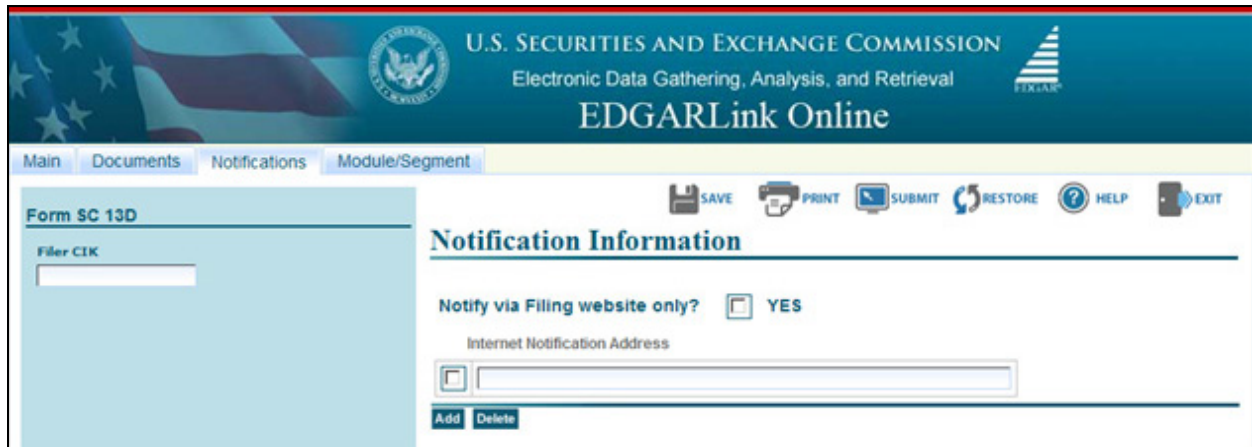 U.S. SECURITIES AND EXCHANGE COMMISSION
Electronic Data Gathering, Analysis, and Retrieval
EDGAR®
EDGARLink Online
Main Documents Notifications Module/Segment
SAVE PRINT SUBMIT RESTORE HELP EXIT
Form SC 13D
Filer CIK
Notification Information
Notify via Filing website only? YES
Internet Notification Address
Add Delete